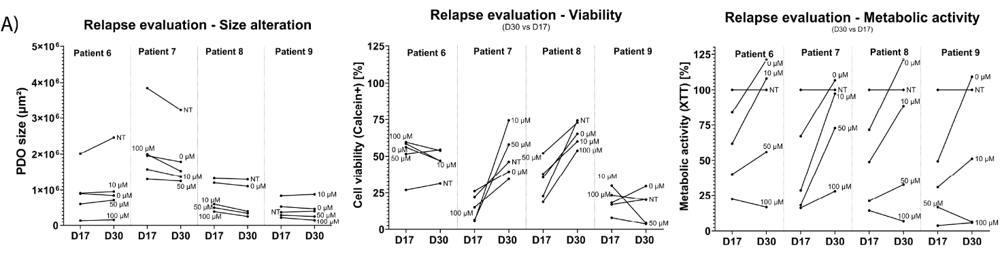 A)
Relapse evaluation - Size alteration
PDO size (µm²)
5×10⁶
4×10⁶
3×10⁶
2×10⁶
1×10⁶
0
Patient 6
Patient 7
Patient 8
Patient 9
NT
10 µM
0 µM
50 µM
100 µM
NT
100 µM
0 µM
10 µM
50 µM
NT
0 µM
10 µM
50 µM
100 µM
10 µM
0 µM
NT
50 µM
100 µM
D17 D30 D17 D30 D17 D30 D17 D30
Relapse evaluation - Viability
(D30 vs D17)
Cell viability (Calcein+) [%]
125
100
75
50
25
0
Patient 6
Patient 7
Patient 8
Patient 9
100 µM
0 µM
50 µM
10 µM
NT
10 µM
50 µM
NT
0 µM
100 µM
NT
0 µM
10 µM
50 µM
100 µM
10 µM
100 µM
0 µM
NT
50 µM
D17 D30 D17 D30 D17 D30 D17 D30
Relapse evaluation - Metabolic activity
(D30 vs D17)
Metabolic activity (XTT) [%]
125
100
75
50
25
0
Patient 6
Patient 7
Patient 8
Patient 9
0 µM
10 µM
NT
50 µM
100 µM
0 µM
NT
10 µM
50 µM
100 µM
0 µM
NT
10 µM
50 µM
100 µM
0 µM
NT
10 µM
50 µM
100 µM
D17 D30 D17 D30 D17 D30 D17 D30